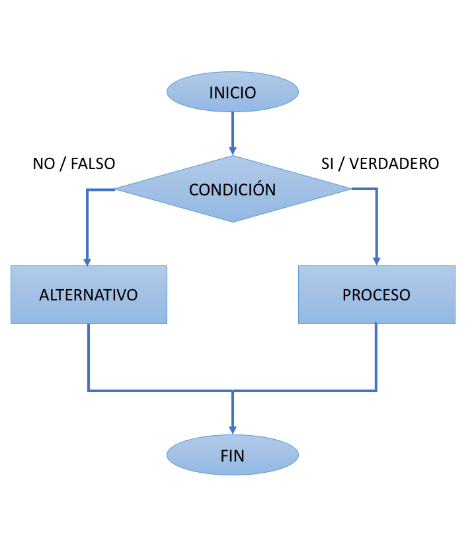 INICIO
NO / FALSO
SI / VERDADERO
CONDICIÓN
ALTERNATIVO
PROCESO
FIN